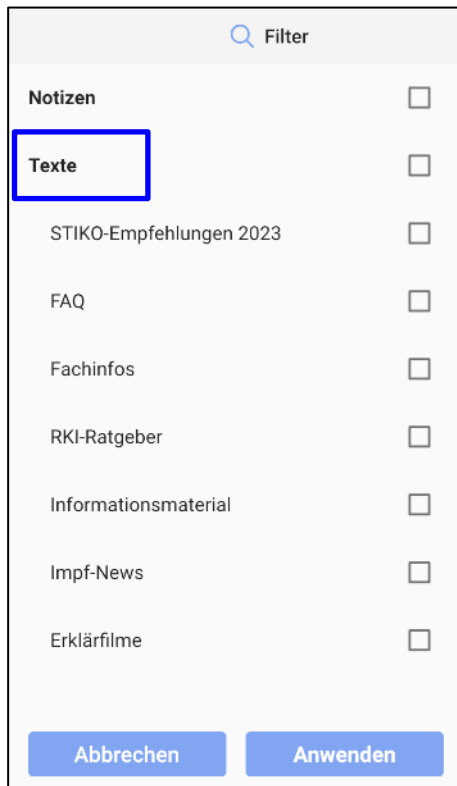 Filter
Notizen
Texte
STIKO-Empfehlungen 2023
FAQ
Fachinfos
RKI-Ratgeber
Informationsmaterial
Impf-News
Erklärfilme
Abbrechen Anwenden